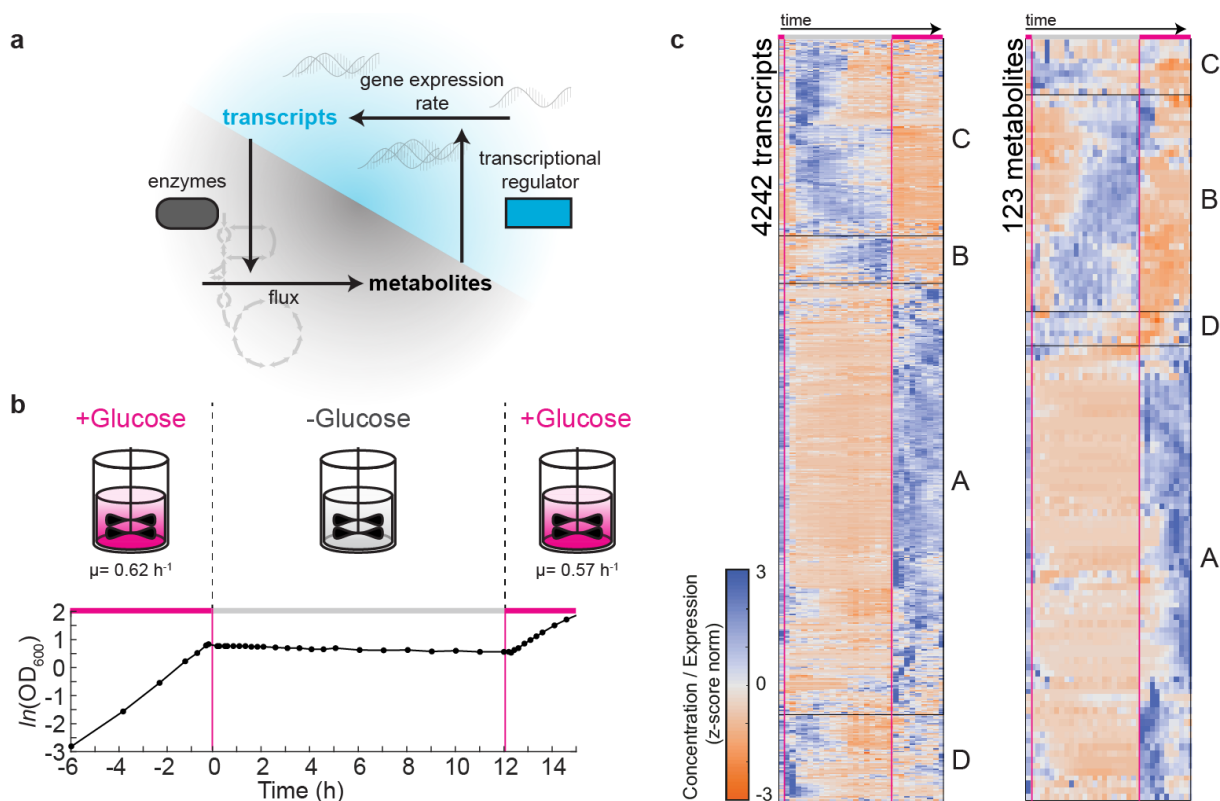 a
gene expression
rate
transcripts
enzymes
transcriptional
regulator
flux
metabolites
b
+Glucose
-Glucose
+Glucose
µ= 0.62 h-1
µ= 0.57 h-1
ln(OD600)
2
1
0
-1
-2
-3
-6 -4 -2 0 2 4 6 8 10 12 14
Time (h)
c
time
4242 transcripts
C
B
A
D
time
123 metabolites
C
B
D
A
Concentration / Expression
(z-score norm)
3
0
-3